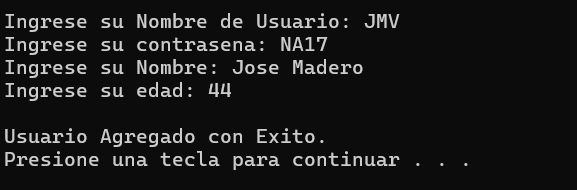 Ingrese su Nombre de Usuario: JMV
Ingrese su contrasena: NA17
Ingrese su Nombre: Jose Madero
Ingrese su edad: 44
Usuario Agregado con Exito.
Presione una tecla para continuar . . .